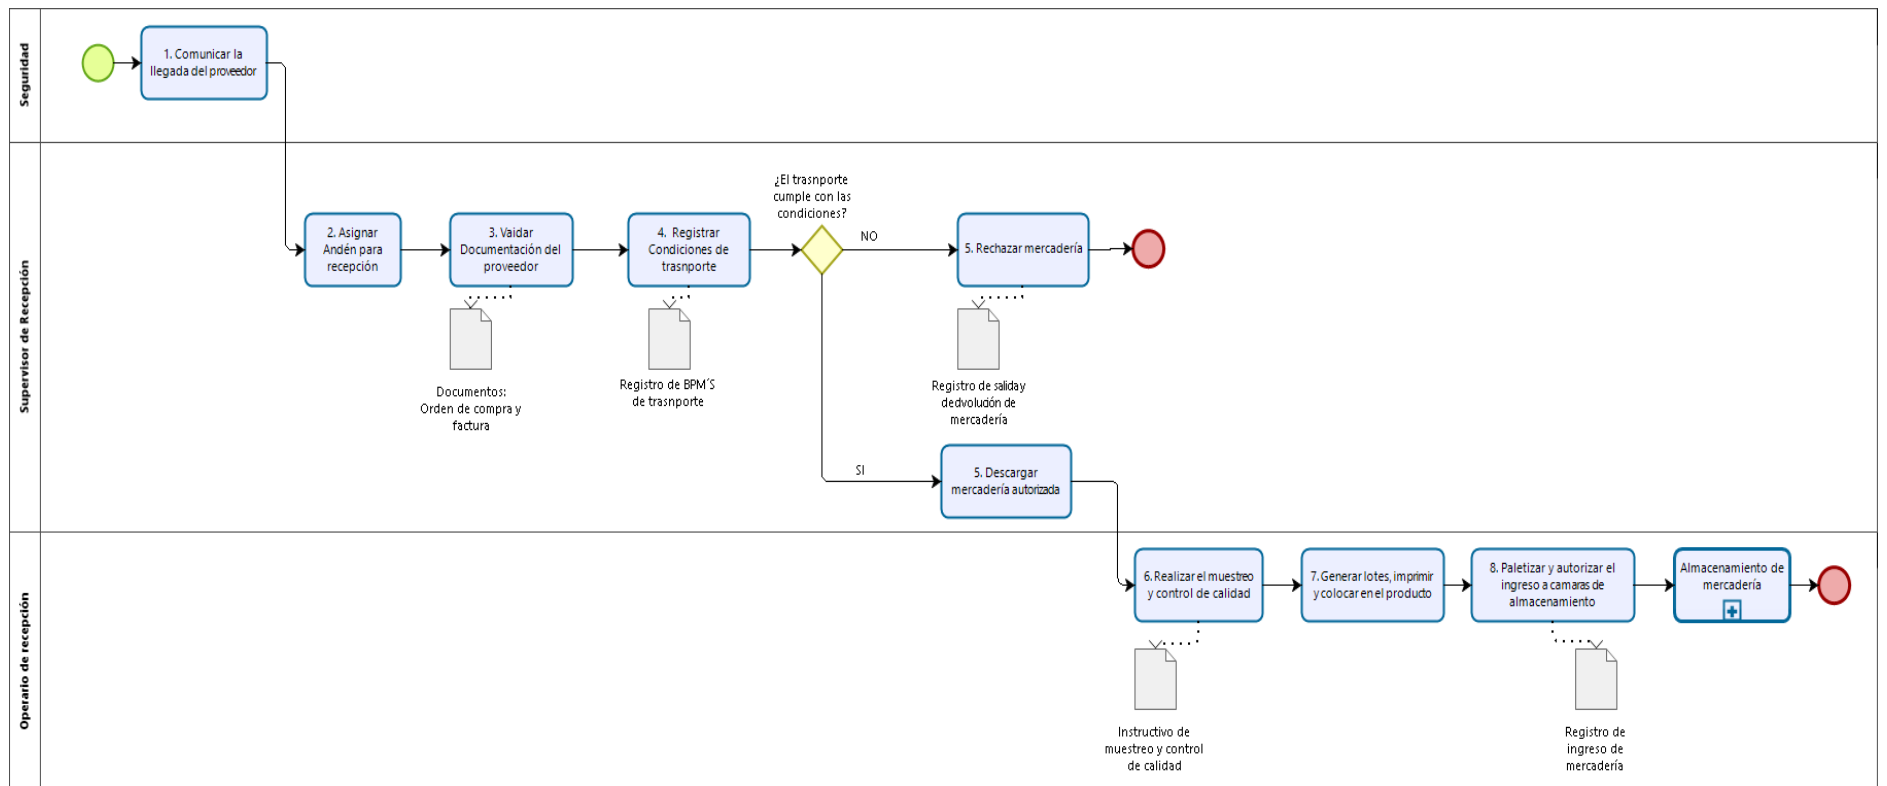 Seguridad
1. Comunicar la
llegada del proveedor
Supervisor de Recepción
2. Asignar
Andén para
recepción
3. Vaidar
Documentación del
proveedor
4. Registrar
Condiciones de
trasnporte
¿El trasnporte
cumple con las
condiciones?
NO
5. Rechazar mercadería
Documentos:
Orden de compra y
factura
Registro de BPM´S
de trasnporte
Registro de salida y
dedvolución de
mercadería
SI
5. Descargar
mercadería autorizada
Operario de recepción
6. Realizar el muestreo
y control de calidad
7. Generar lotes, imprimir
y colocar en el producto
8. Paletizar y autorizar el
ingreso a camaras de
almacenamiento
Almacenamiento de
mercadería
Instructivo de
muestreo y control
de calidad
Registro de
ingreso de
mercadería